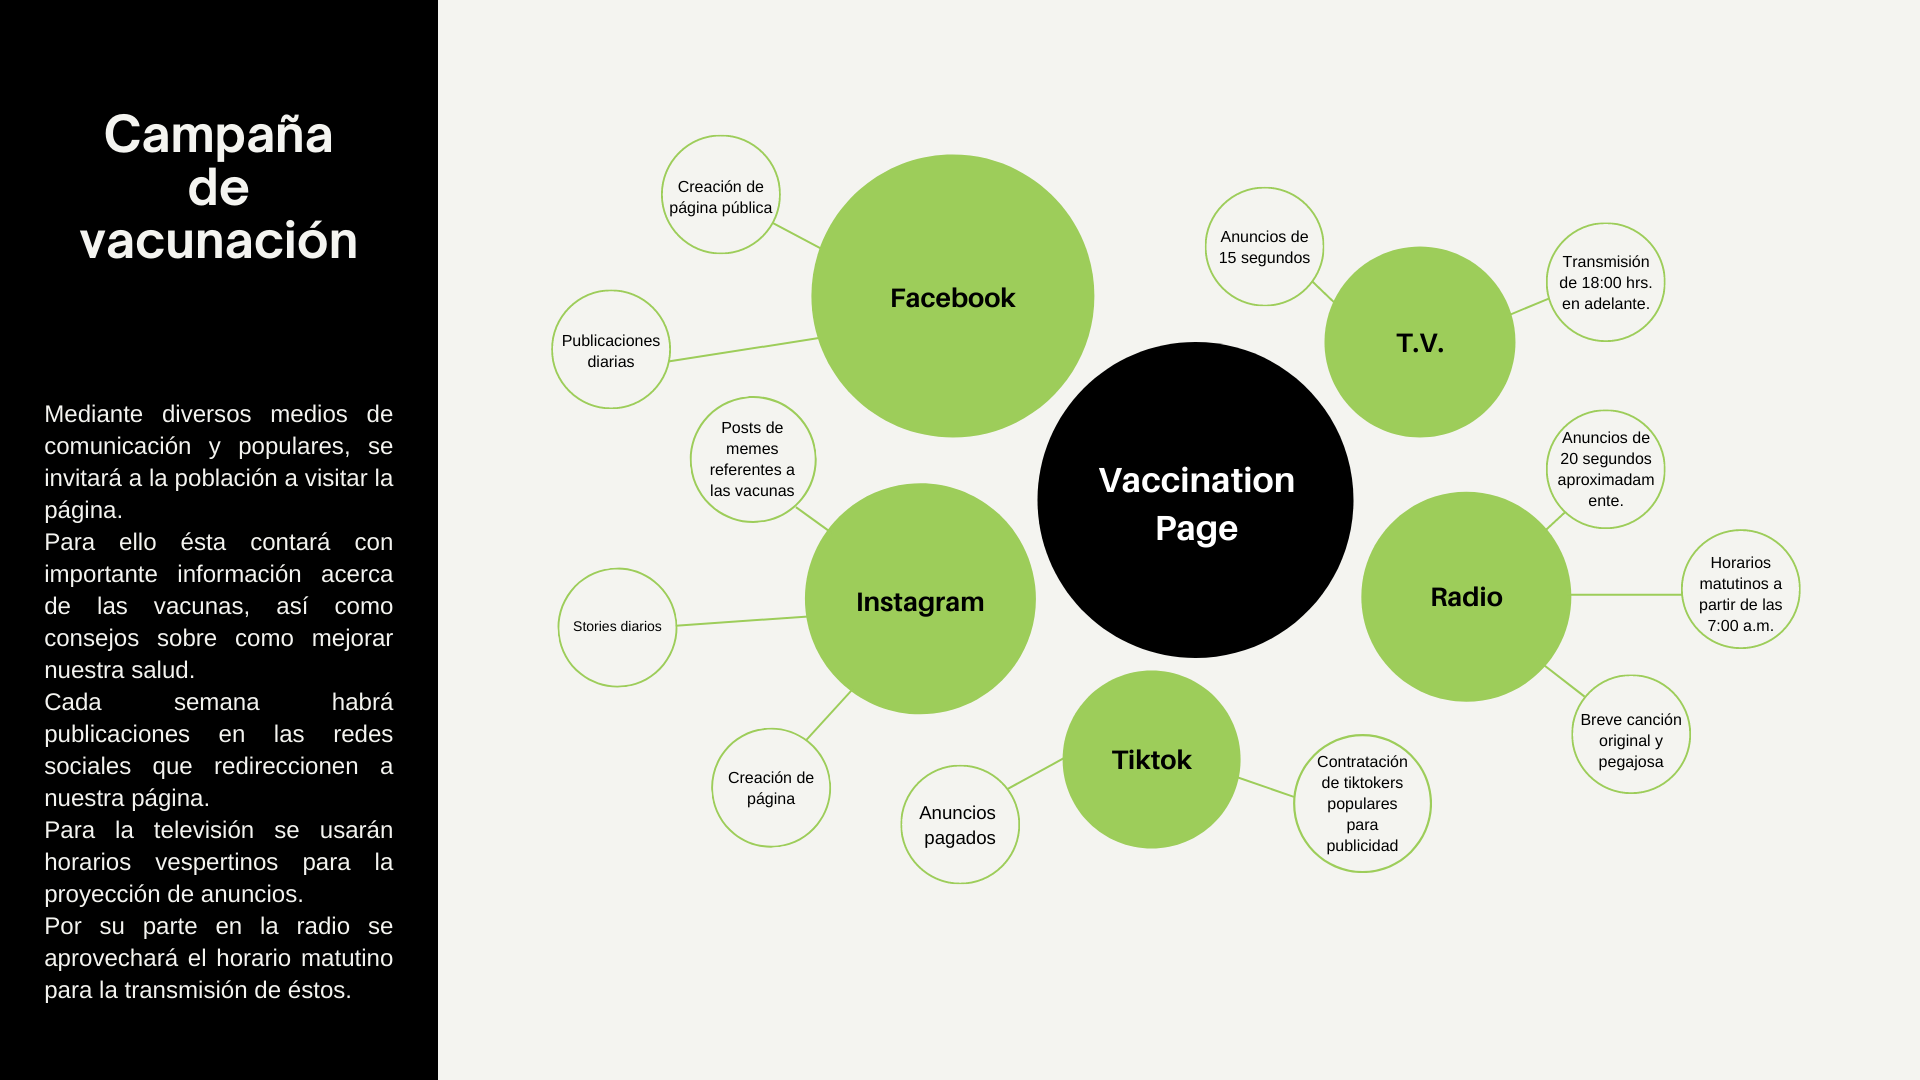 Campaña
de
vacunación
Mediante diversos medios de
comunicación y populares, se
invitará a la población a visitar la
página.
Para ello ésta contará con
importante información acerca
de las vacunas, así como
consejos sobre como mejorar
nuestra salud.
Cada semana habrá
publicaciones en las redes
sociales que redireccionen a
nuestra página.
Para la televisión se usarán
horarios vespertinos para la
proyección de anuncios.
Por su parte en la radio se
aprovechará el horario matutino
para la transmisión de éstos.
Creación de
página pública
Publicaciones
diarias
Facebook
Posts de
memes
referentes a
las vacunas
Stories diarios
Creación de
página
Instagram
Vaccination
Page
Anuncios
pagados
Tiktok
Contratación
de tiktokers
populares
para
publicidad
Anuncios de
15 segundos
T.V.
Transmisión
de 18:00 hrs.
en adelante.
Anuncios de
20 segundos
aproximadam
ente.
Radio
Horarios
matutinos a
partir de las
7:00 a.m.
Breve canción
original y
pegajosa